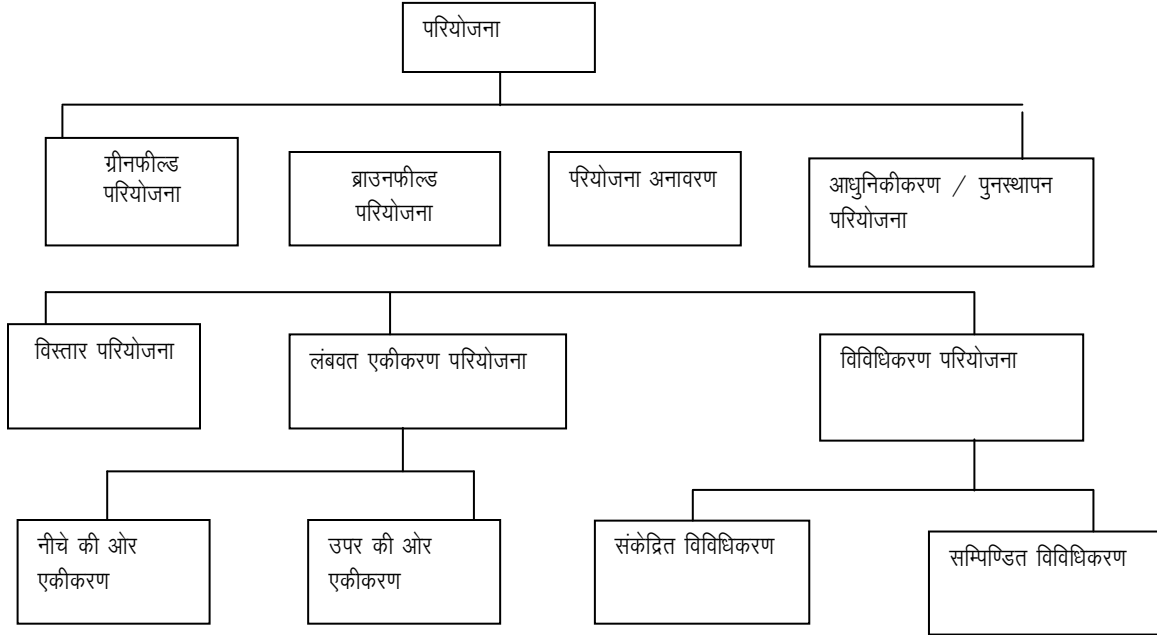 परियोजना
ग्रीनफील्ड
परियोजना
ब्राउनफील्ड
परियोजना
परियोजना अनावरण
आधुनिकीकरण / पुनस्थापन
परियोजना
विस्तार परियोजना
लंबवत एकीकरण परियोजना
विविधिकरण परियोजना
नीचे की ओर
एकीकरण
उपर की ओर
एकीकरण
संकेद्रित विविधिकरण
सम्पिण्डित विविधिकरण